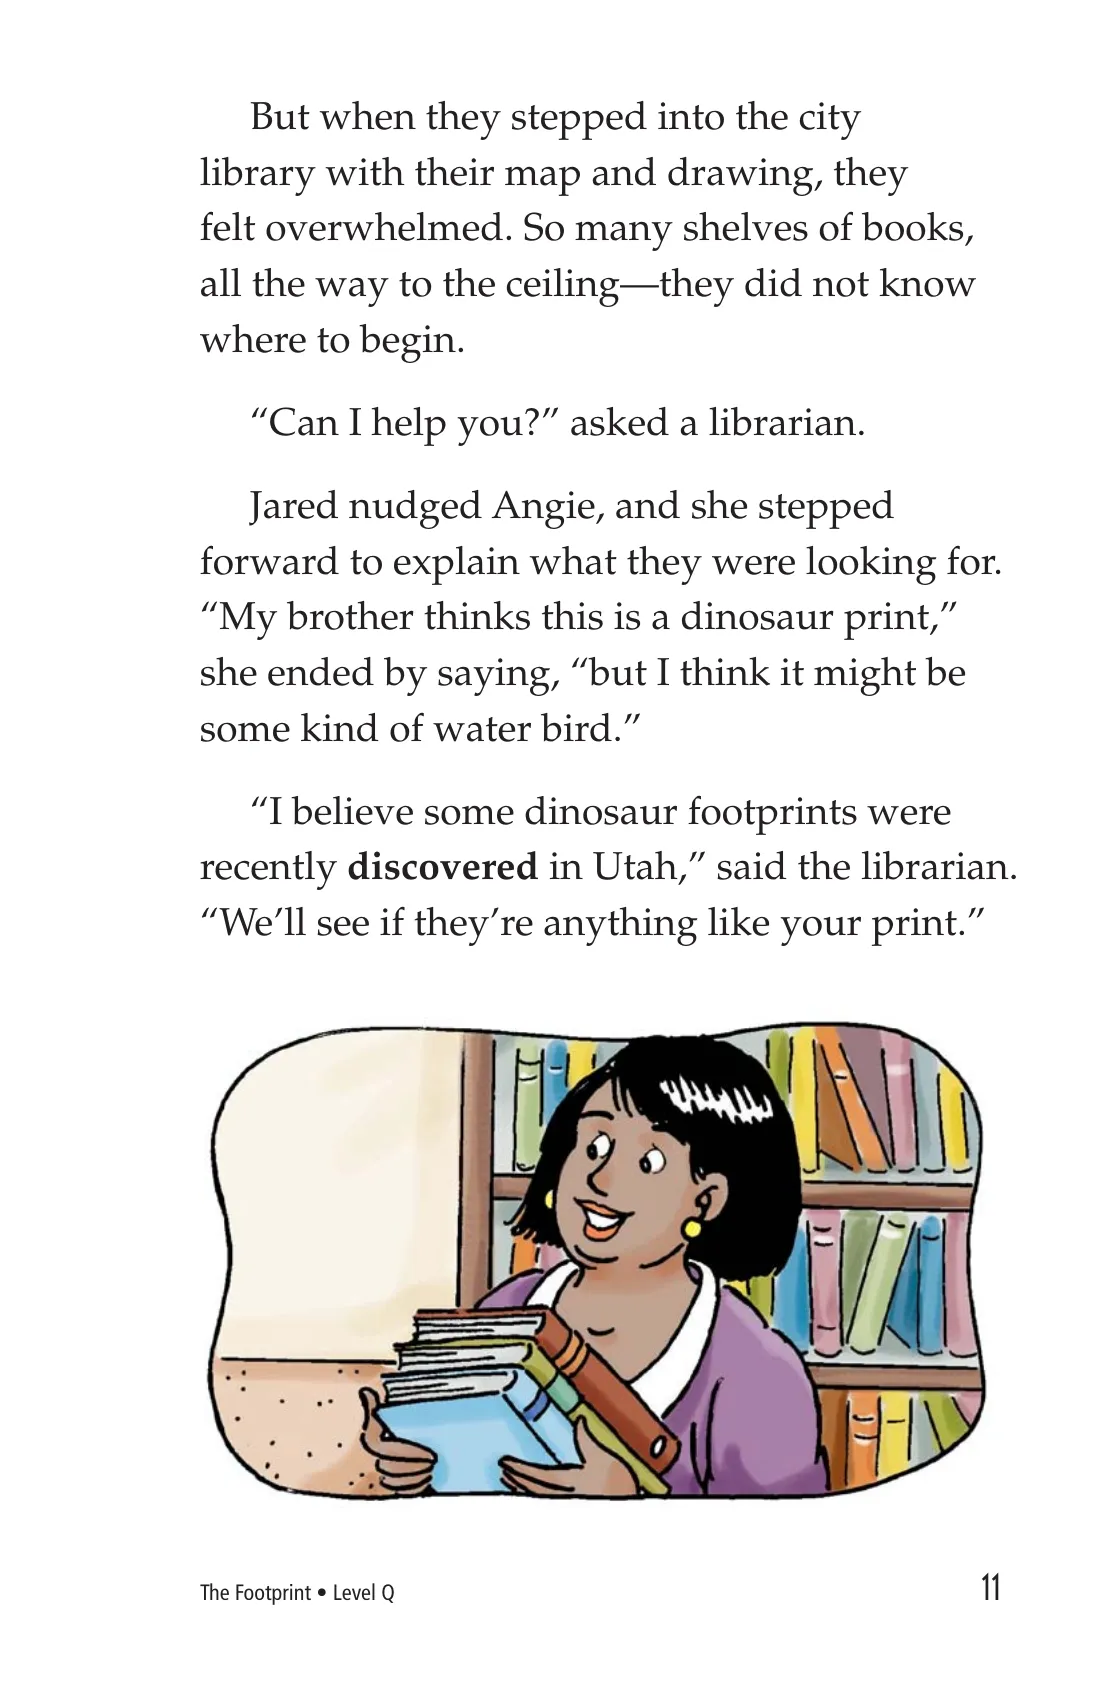 But when they stepped into the city
library with their map and drawing, they
felt overwhelmed. So many shelves of books,
all the way to the ceiling—they did not know
where to begin.
“Can I help you?” asked a librarian.
Jared nudged Angie, and she stepped
forward to explain what they were looking for.
“My brother thinks this is a dinosaur print,”
she ended by saying, “but I think it might be
some kind of water bird.”
“I believe some dinosaur footprints were
recently discovered in Utah,” said the librarian.
“We’ll see if they’re anything like your print.”
The Footprint • Level Q
11